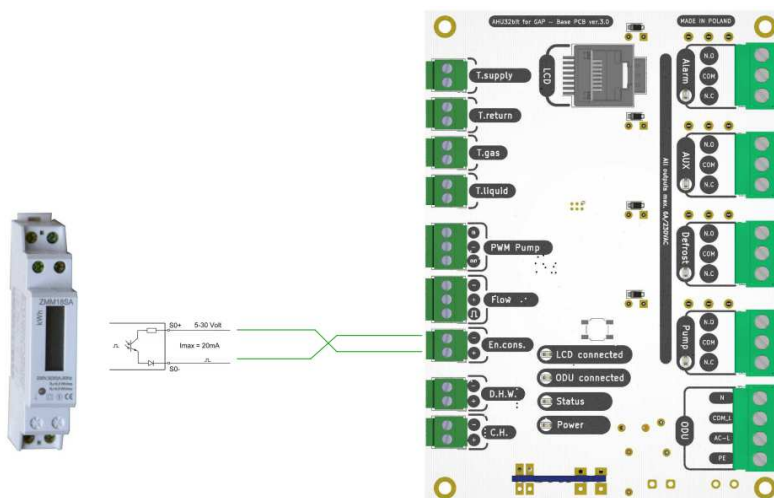 AHU32bit for GAP - Base PCB ver.3.0
MADE IN POLAND
LCD
T.supply
T.return
T.gas
T.liquid
PWM Pump
OUT
Flow
En.cons.
D.H.W.
C.H.
LCD connected
ODU connected
Status
Power
All outputs max. 6A/230VAC
Alarm
N.O
COM
N.C
AUX
N.O
COM
N.C
Defrost
N.O
COM
N.C
Pump
N.O
COM
N.C
ODU
N
COM_L
AC-L
PE
kWh
S0+ 5-30 Volt
Imax = 20mA
S0-